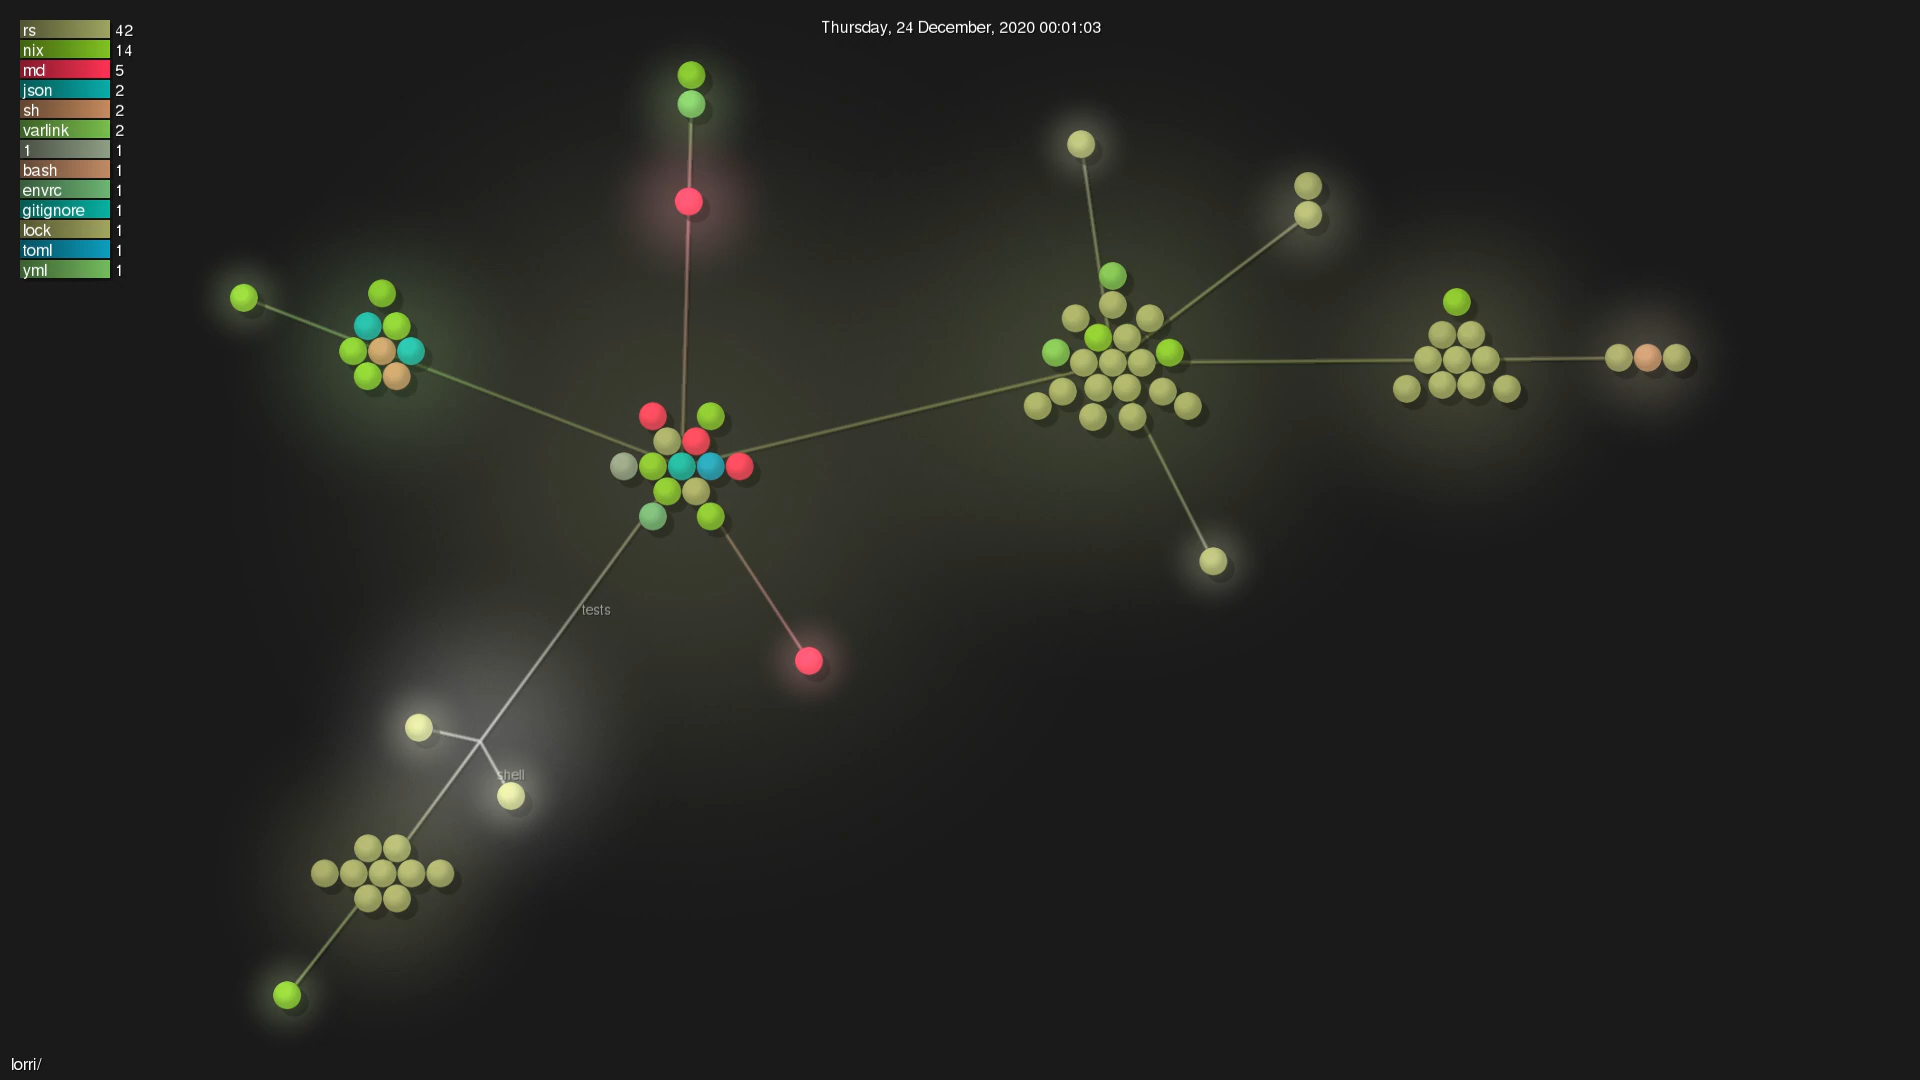 Thursday, 24 December, 2020 00:01:03
rs 42
nix 14
md 5
json 2
sh 2
varlink 2
1 1
bash 1
envrc 1
gitignore 1
lock 1
toml 1
yml 1
tests
shell
lorri/